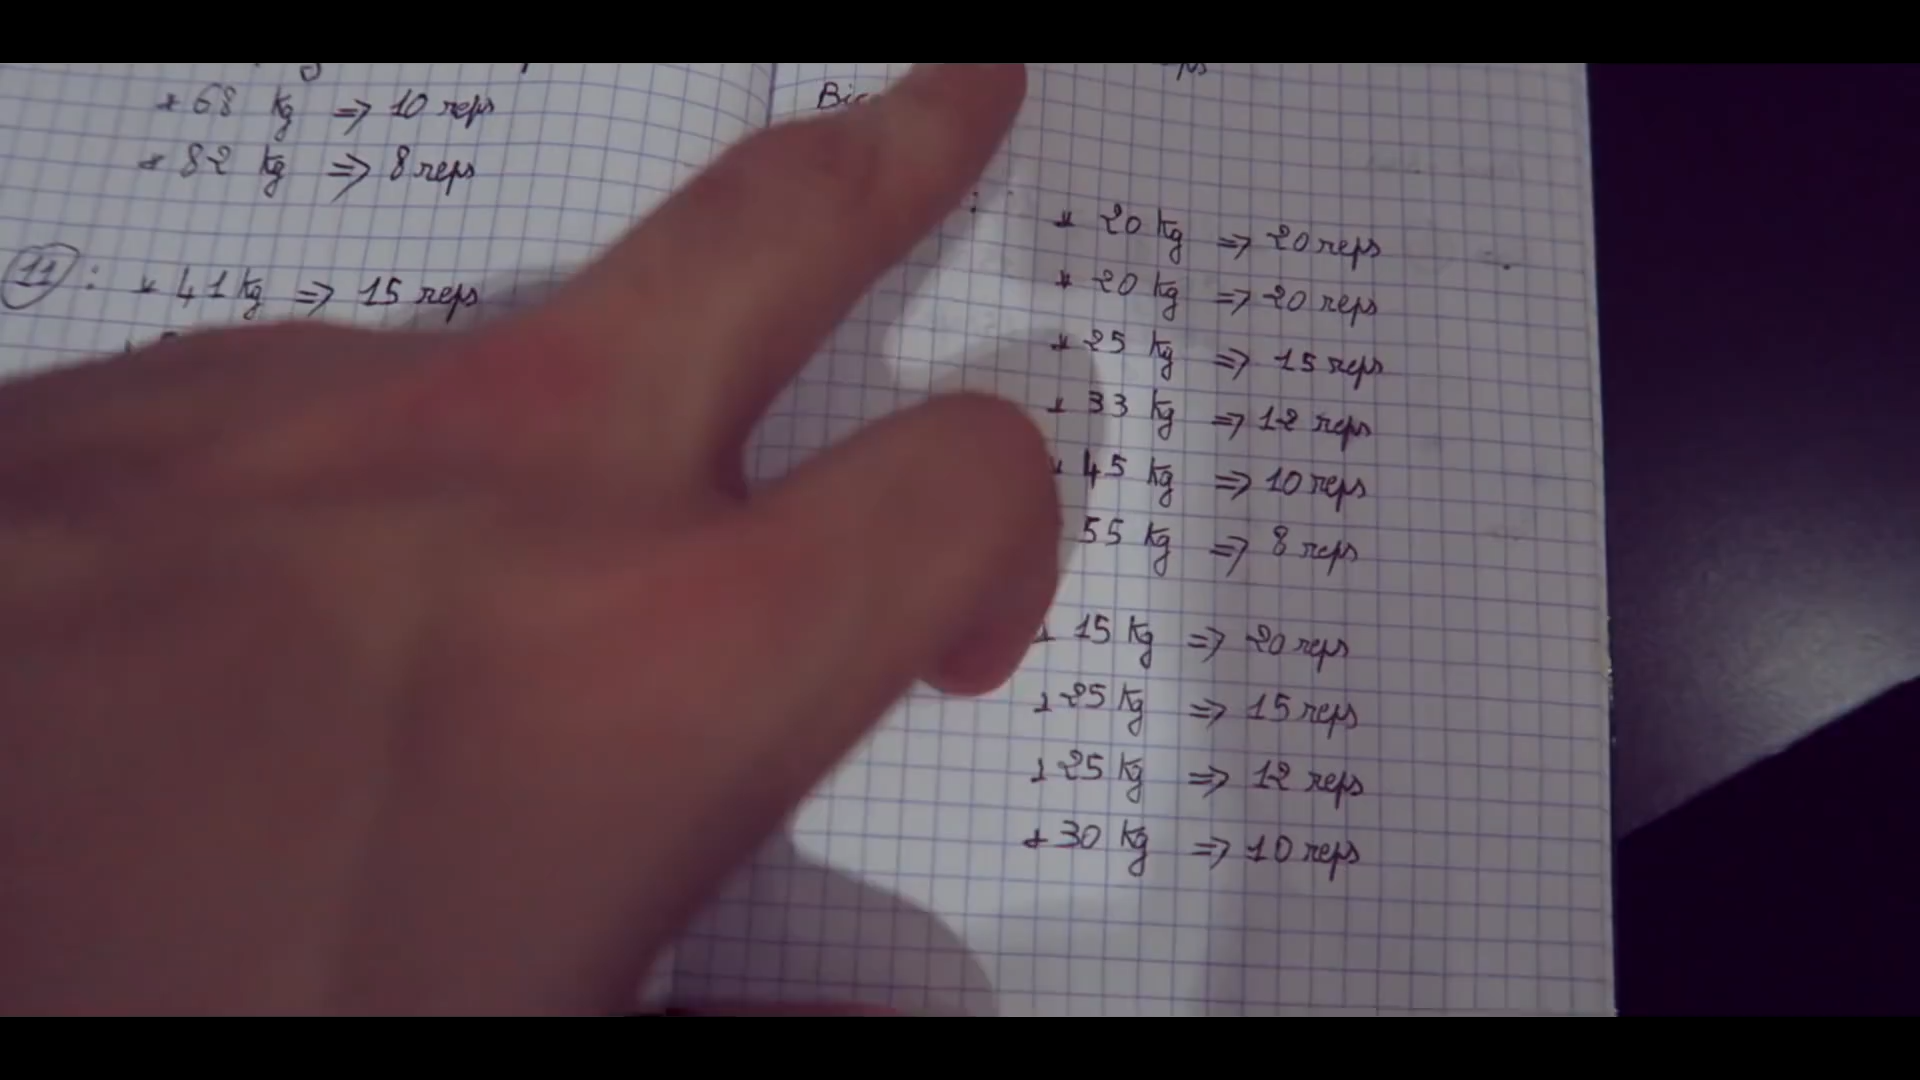 * 68 kg => 10 reps
* 82 kg => 8 reps
11 : * 41 kg => 15 reps
* 20 kg => 20 reps
* 20 kg => 20 reps
* 25 kg => 15 reps
* 33 kg => 12 reps
* 45 kg => 10 reps
55 kg => 8 reps
* 15 kg => 20 reps
* 25 kg => 15 reps
* 25 kg => 12 reps
* 30 kg => 10 reps